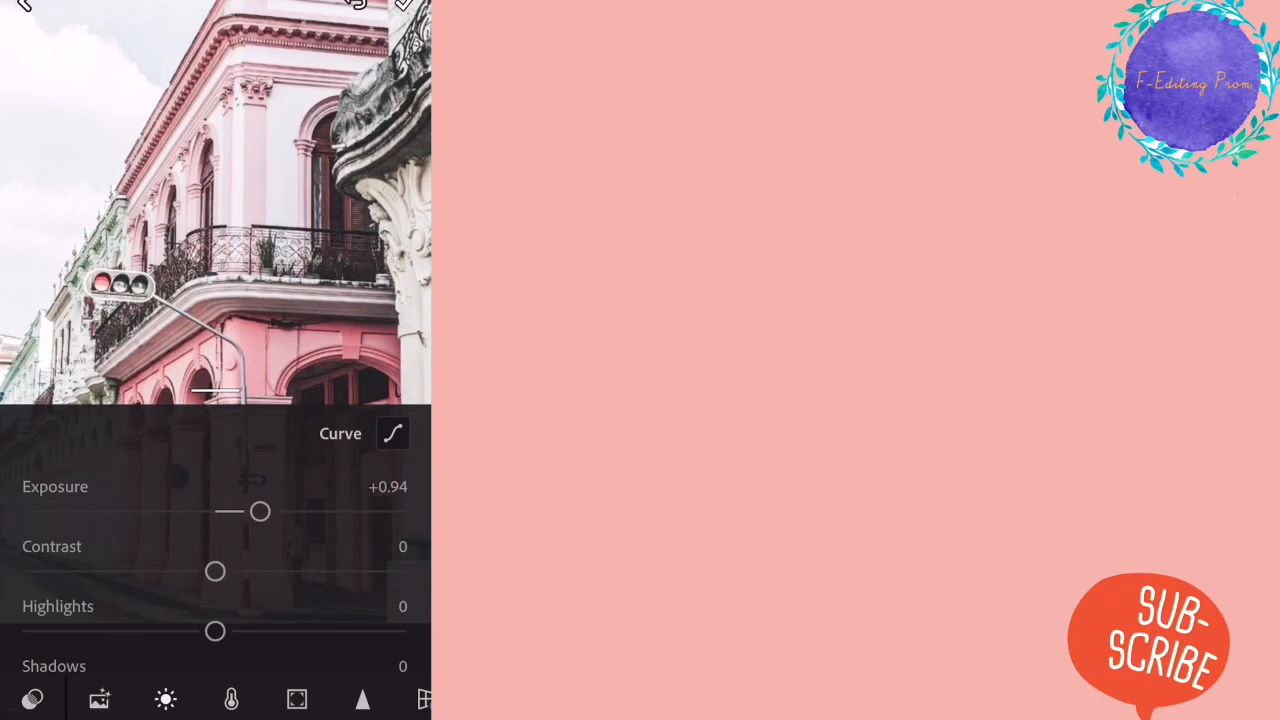 F-Editing Prom
Curve
Exposure +0.94
Contrast 0
Highlights 0
Shadows 0
SUB-
SCRIBE